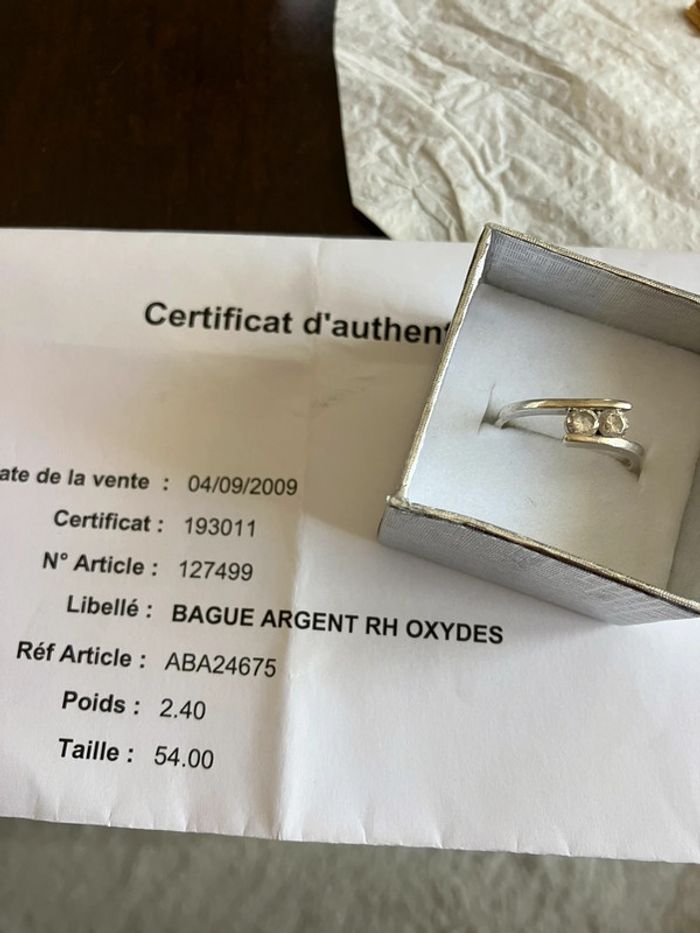 Certificat d'authent
ate de la vente : 04/09/2009
Certificat : 193011
N° Article : 127499
Libellé : BAGUE ARGENT RH OXYDES
Réf Article : ABA24675
Poids : 2.40
Taille : 54.00